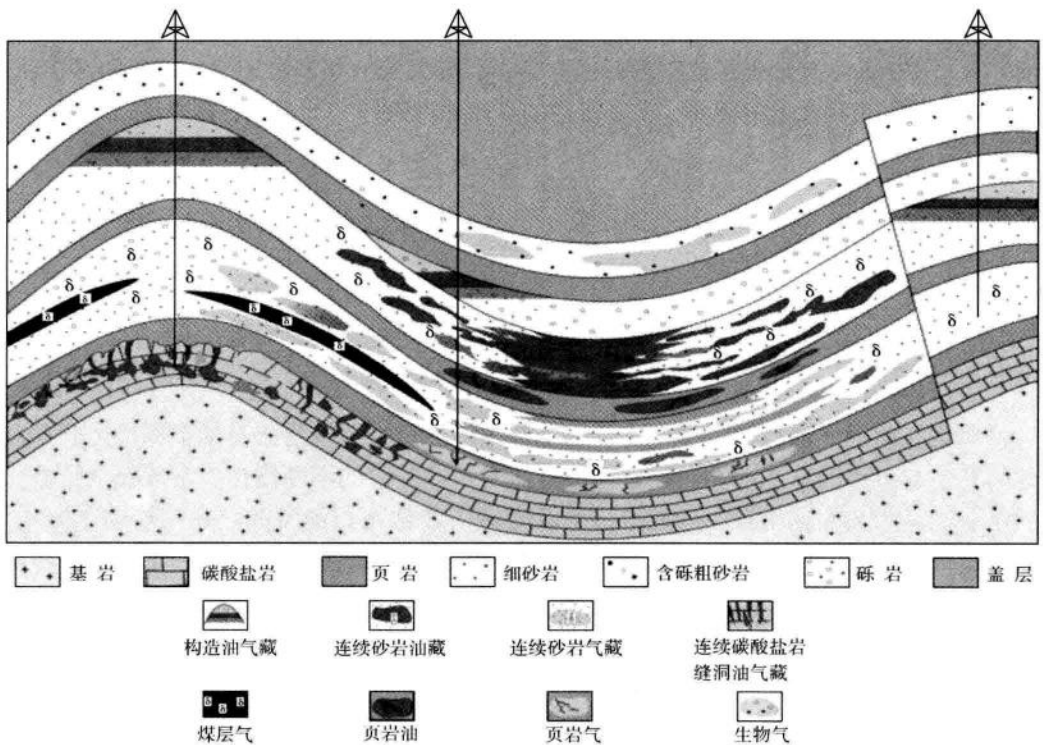 δ δ δ δ δ δ
δ δ δ δ δ δ
δ δ δ δ
δ δ δ δ
δ δ δ
δ δ δ
基岩 碳酸盐岩 页岩 细砂岩 含砾粗砂岩 砾岩 盖层
构造油气藏 连续砂岩油藏 连续砂岩气藏 连续碳酸盐岩
缝洞油气藏
δ δ δ
煤层气 页岩油 页岩气 生物气